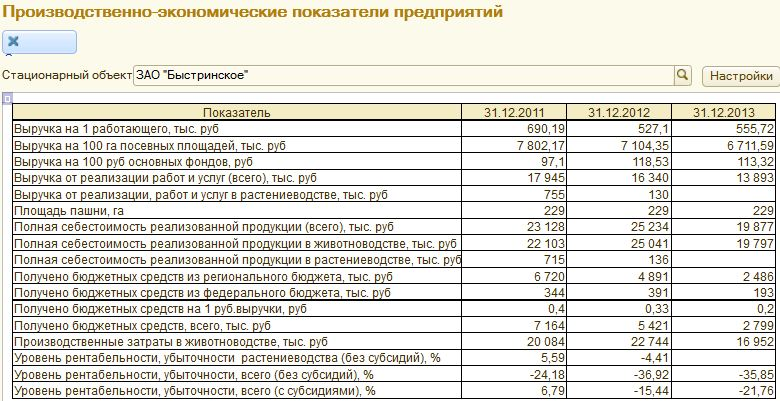 Производственно-экономические показатели предприятий
Стационарный объект ЗАО "Быстринское" Настройки
Показатель 31.12.2011 31.12.2012 31.12.2013
Выручка на 1 работающего, тыс. руб 690,19 527,1 555,72
Выручка на 100 га посевных площадей, тыс. руб 7 802,17 7 104,35 6 711,59
Выручка на 100 руб основных фондов, руб 97,1 118,53 113,32
Выручка от реализации работ и услуг (всего), тыс. руб 17 945 16 340 13 893
Выручка от реализации, работ и услуг в растениеводстве, тыс. руб 755 130
Площадь пашни, га 229 229 229
Полная себестоимость реализованной продукции (всего), тыс. руб 23 128 25 234 19 877
Полная себестоимость реализованной продукции в животноводстве, тыс. руб 22 103 25 041 19 797
Полная себестоимость реализованной продукции в растениеводстве, тыс. руб 715 136
Получено бюджетных средств из регионального бюджета, тыс. руб 6 720 4 891 2 486
Получено бюджетных средств из федерального бюджета, тыс. руб 344 391 193
Получено бюджетных средств на 1 руб.выручки, руб 0,4 0,33 0,2
Получено бюджетных средств, всего, тыс. руб 7 164 5 421 2 799
Производственные затраты в животноводстве, тыс. руб 20 084 22 744 16 952
Уровень рентабельности, убыточности растениеводства (без субсидий), % 5,59 -4,41
Уровень рентабельности, убыточности, всего (без субсидий), % -24,18 -36,92 -35,85
Уровень рентабельности, убыточности, всего (с субсидиями), % 6,79 -15,44 -21,76